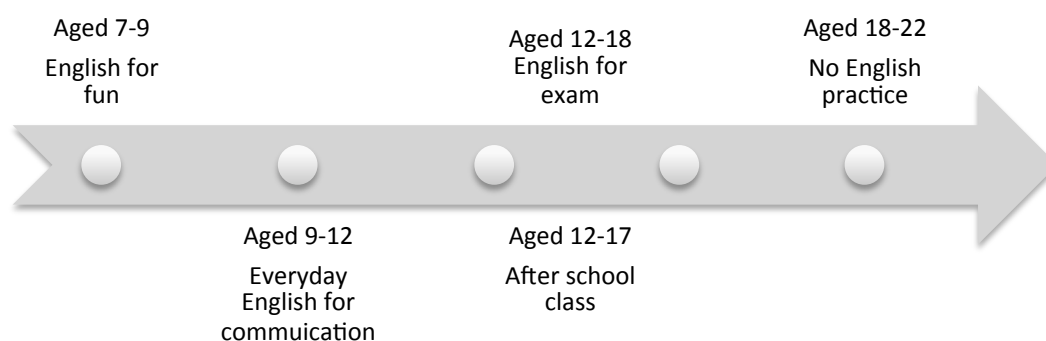 Aged 7-9
English for
fun
Aged 9-12
Everyday
English for
commuication
Aged 12-18
English for
exam
Aged 12-17
After school
class
Aged 18-22
No English
practice